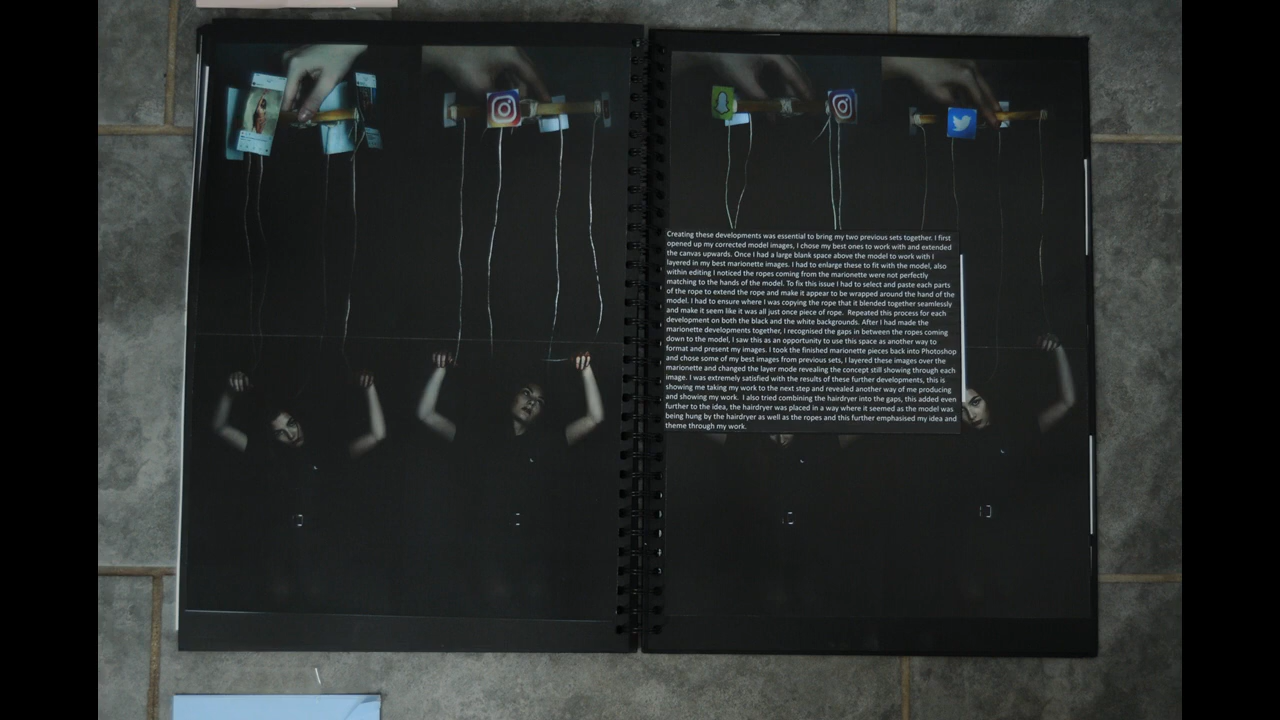 Creating these developments was essential to bring my two previous sets together. I first
opened up my corrected model images, I chose my best ones to work with and extended
the canvas upwards. Once I had a large blank space above the model to work with I
layered in my best marionette images. I had to enlarge these to fit with the model, also
within editing I noticed the ropes coming from the marionette were not perfectly
matching to the hands of the model. To fix this issue I had to select and paste each parts
of the rope to extend the rope and make it appear to be wrapped around the hand of the
model. I had to ensure where I was copying the rope that it blended together seamlessly
and make it seem like it was all just once piece of rope.  Repeated this process for each
development on both the black and the white backgrounds. After I had made the
marionette developments together, I recognised the gaps in between the ropes coming
down to the model, I saw this as an opportunity to use this space as another way to
format and present my images. I took the finished marionette pieces back into Photoshop
and chose some of my best images from previous sets, I layered these images over the
marionette and changed the layer mode revealing the concept still showing through each
image. I was extremely satisfied with the results of these further developments, this is
showing me taking my work to the next step and revealed another way of me producing
and showing my work.  I also tried combining the hairdryer into the gaps, this added even
further to the idea, the hairdryer was placed in a way where it seemed as the model was
being hung by the hairdryer as well as the ropes and this further emphasised my idea and
theme through my work.